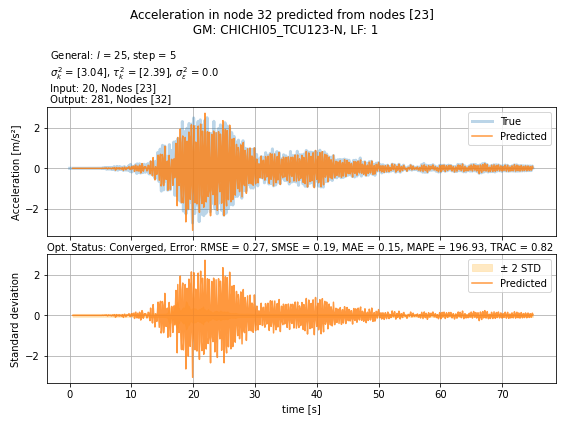 Acceleration in node 32 predicted from nodes [23]
GM: CHICHI05_TCU123-N, LF: 1
General: l = 25, step = 5
σ²ₖ = [3.04], τ²ₖ = [2.39], σ²ε = 0.0
Input: 20, Nodes [23]
Output: 281, Nodes [32]
Acceleration [m/s²]
2
0
−2
True
Predicted
Opt. Status: Converged, Error: RMSE = 0.27, SMSE = 0.19, MAE = 0.15, MAPE = 196.93, TRAC = 0.82
Standard deviation
2
0
−2
± 2 STD
Predicted
0 10 20 30 40 50 60 70
time [s]